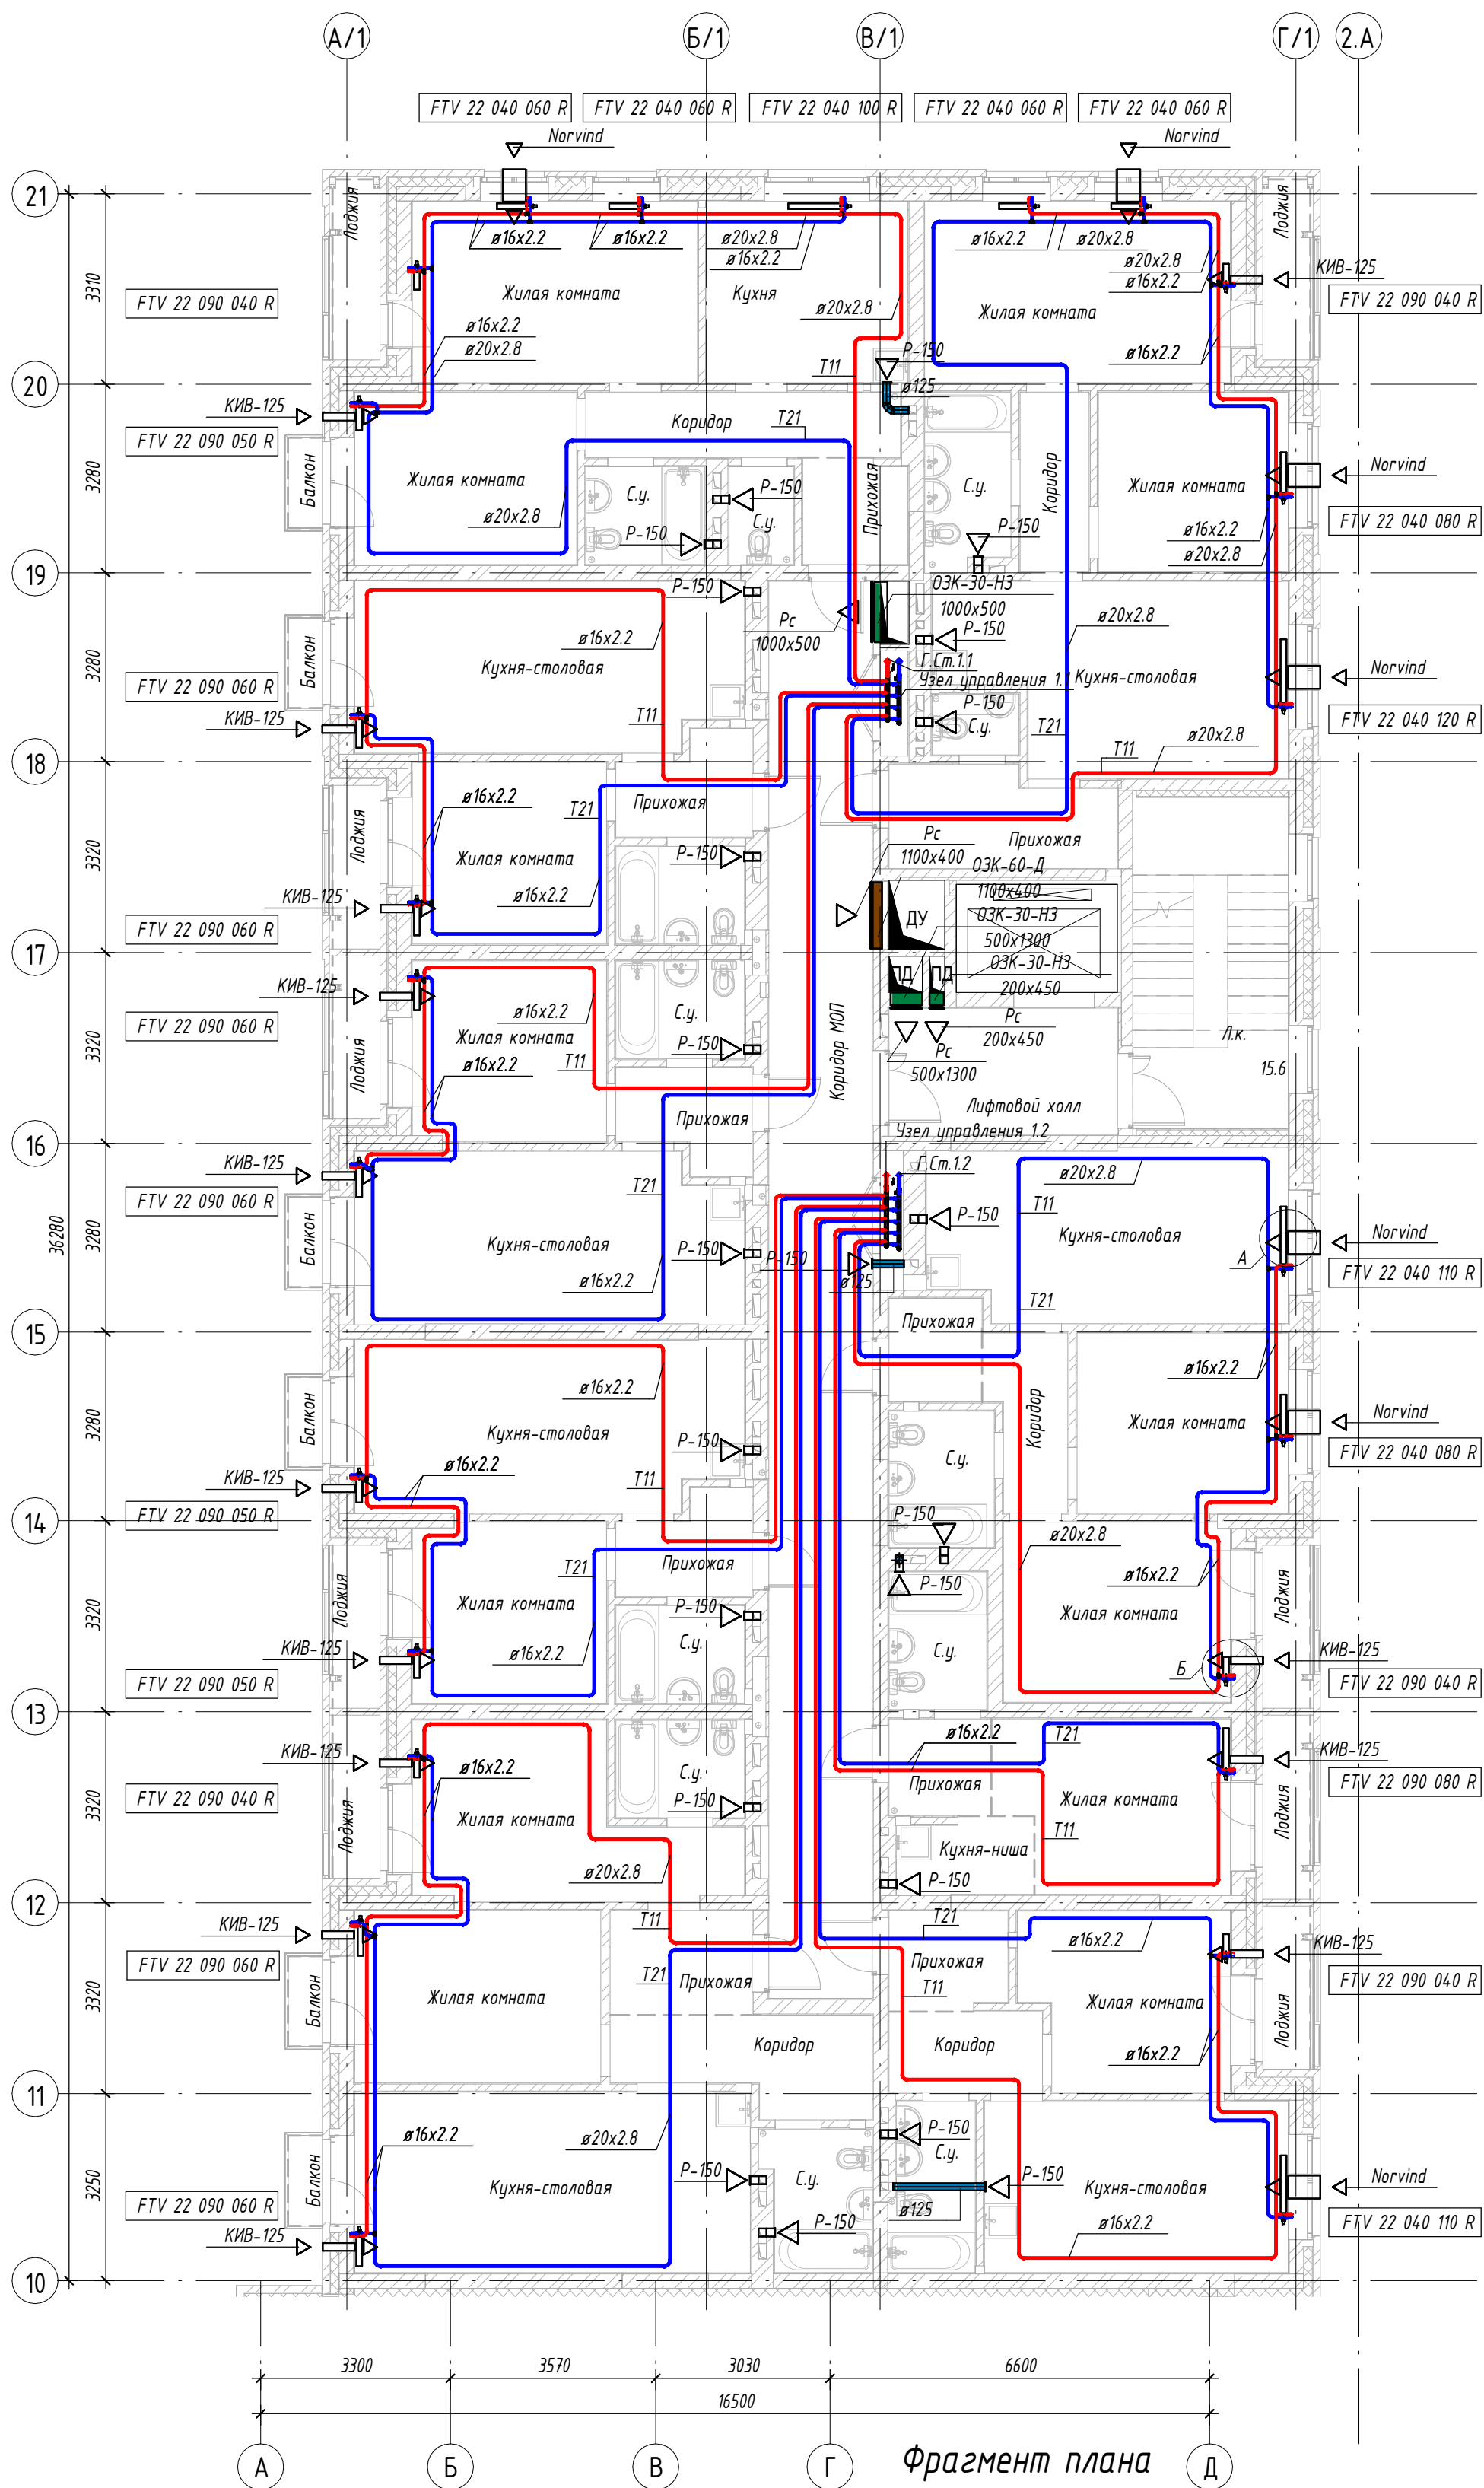 А/1
Б/1
В/1
Г/1
2.А
FTV 22 040 060 R
FTV 22 040 060 R
FTV 22 040 100 R
FTV 22 040 060 R
FTV 22 040 060 R
Norvind
Norvind
21
Лоджия
Лоджия
ø16x2.2
ø16x2.2
ø20x2.8
ø16x2.2
ø16x2.2
ø20x2.8
ø20x2.8
ø16x2.2
КИВ-125
3310
FTV 22 090 040 R
Жилая комната
Кухня
ø20x2.8
Жилая комната
FTV 22 090 040 R
ø16x2.2
ø20x2.8
Т11
Р-150
ø16x2.2
20
ø125
КИВ-125
FTV 22 090 050 R
Коридор
Т21
Norvind
3280
Балкон
Жилая комната
С.у.
Р-150
Прихожая
С.у.
Коридор
Жилая комната
ø20x2.8
С.у.
Р-150
Р-150
ø16x2.2
ø20x2.8
FTV 22 040 080 R
19
Р-150
ОЗК-30-НЗ
1000x500
Рс
1000x500
Р-150
ø20x2.8
3280
Балкон
ø16x2.2
Кухня-столовая
Г.Ст.1.1
Узел управления 1.1
Кухня-столовая
Norvind
FTV 22 090 060 R
КИВ-125
Т11
Р-150
С.у.
Т21
FTV 22 040 120 R
18
Т11
ø20x2.8
ø16x2.2
Т21
Прихожая
3320
Лоджия
Жилая комната
Р-150
Рс
1100x400
Прихожая
ОЗК-60-Д
1100x400
КИВ-125
ø16x2.2
ДУ
ОЗК-30-НЗ
500x1300
FTV 22 090 060 R
17
ОЗК-30-НЗ
200x450
ПД
ПД
КИВ-125
ø16x2.2
С.у.
FTV 22 090 060 R
Жилая комната
Р-150
Рс
200x450
Рс
500x1300
Л.к.
3320
Лоджия
ø16x2.2
Т11
Коридор МОП
15.6
Прихожая
Лифтовой холл
16
Узел управления 1.2
КИВ-125
Г.Ст.1.2
ø20x2.8
FTV 22 090 060 R
Т21
Т11
36280
3280
Балкон
Кухня-столовая
Р-150
Р-150
Р-150
Кухня-столовая
Norvind
А
FTV 22 040 110 R
ø16x2.2
ø125
Т21
15
Прихожая
ø16x2.2
ø16x2.2
3280
Балкон
Кухня-столовая
Р-150
Коридор
Жилая комната
Norvind
С.у.
FTV 22 040 080 R
КИВ-125
ø16x2.2
Т11
FTV 22 090 050 R
14
Р-150
ø20x2.8
Т21
Прихожая
ø16x2.2
3320
Лоджия
Жилая комната
Р-150
Р-150
Жилая комната
Лоджия
С.у.
С.у.
КИВ-125
ø16x2.2
Б
КИВ-125
FTV 22 090 050 R
FTV 22 090 040 R
13
ø16x2.2
Т21
КИВ-125
КИВ-125
ø16x2.2
С.у.
Прихожая
FTV 22 090 040 R
FTV 22 090 080 R
3320
Лоджия
Жилая комната
Р-150
Жилая комната
Лоджия
Т11
Кухня-ниша
ø20x2.8
Р-150
12
Т11
Т21
КИВ-125
ø16x2.2
КИВ-125
FTV 22 090 060 R
Т21
Прихожая
Прихожая
Т11
FTV 22 090 040 R
3320
Балкон
Жилая комната
Жилая комната
Лоджия
Коридор
Коридор
ø16x2.2
11
ø16x2.2
ø20x2.8
Р-150
С.у.
3250
Балкон
Кухня-столовая
Р-150
С.у.
Р-150
Кухня-столовая
Norvind
FTV 22 090 060 R
ø125
FTV 22 040 110 R
КИВ-125
Р-150
ø16x2.2
10
3300
3570
3030
6600
16500
А
Б
В
Г
Д
Фрагмент плана